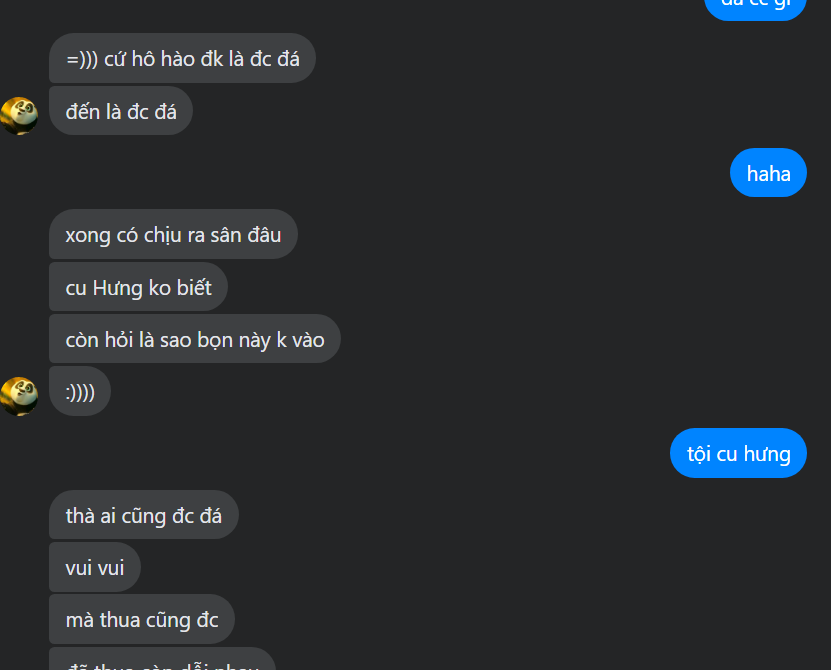 =))) cứ hô hào đk là đc đá
đến là đc đá
haha
xong có chịu ra sân đâu
cu Hưng ko biết
còn hỏi là sao bọn này k vào
:))))
tội cu hưng
thà ai cũng đc đá
vui vui
mà thua cũng đc